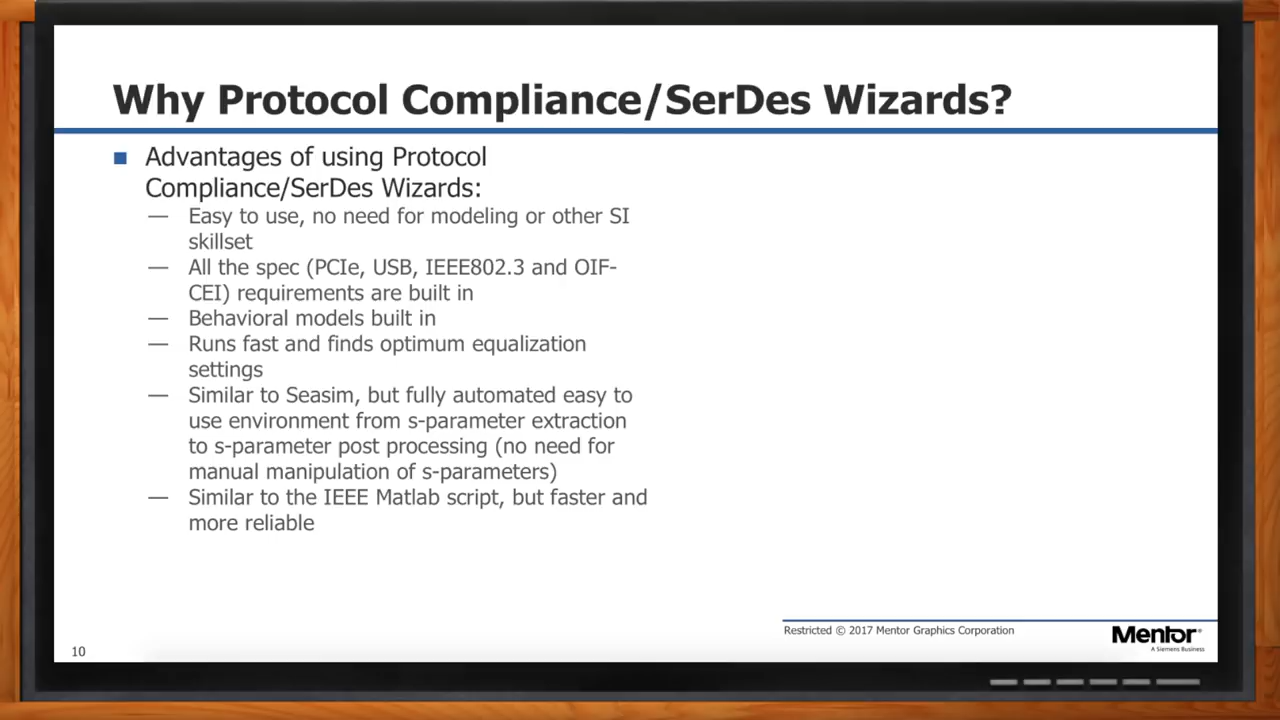 Why Protocol Compliance/SerDes Wizards?
Advantages of using Protocol
Compliance/SerDes Wizards:
— Easy to use, no need for modeling or other SI
skillset
— All the spec (PCIe, USB, IEEE802.3 and OIF-
CEI) requirements are built in
— Behavioral models built in
— Runs fast and finds optimum equalization
settings
— Similar to Seasim, but fully automated easy to
use environment from s-parameter extraction
to s-parameter post processing (no need for
manual manipulation of s-parameters)
— Similar to the IEEE Matlab script, but faster and
more reliable
Restricted © 2017 Mentor Graphics Corporation
Mentor®
A Siemens Business
10